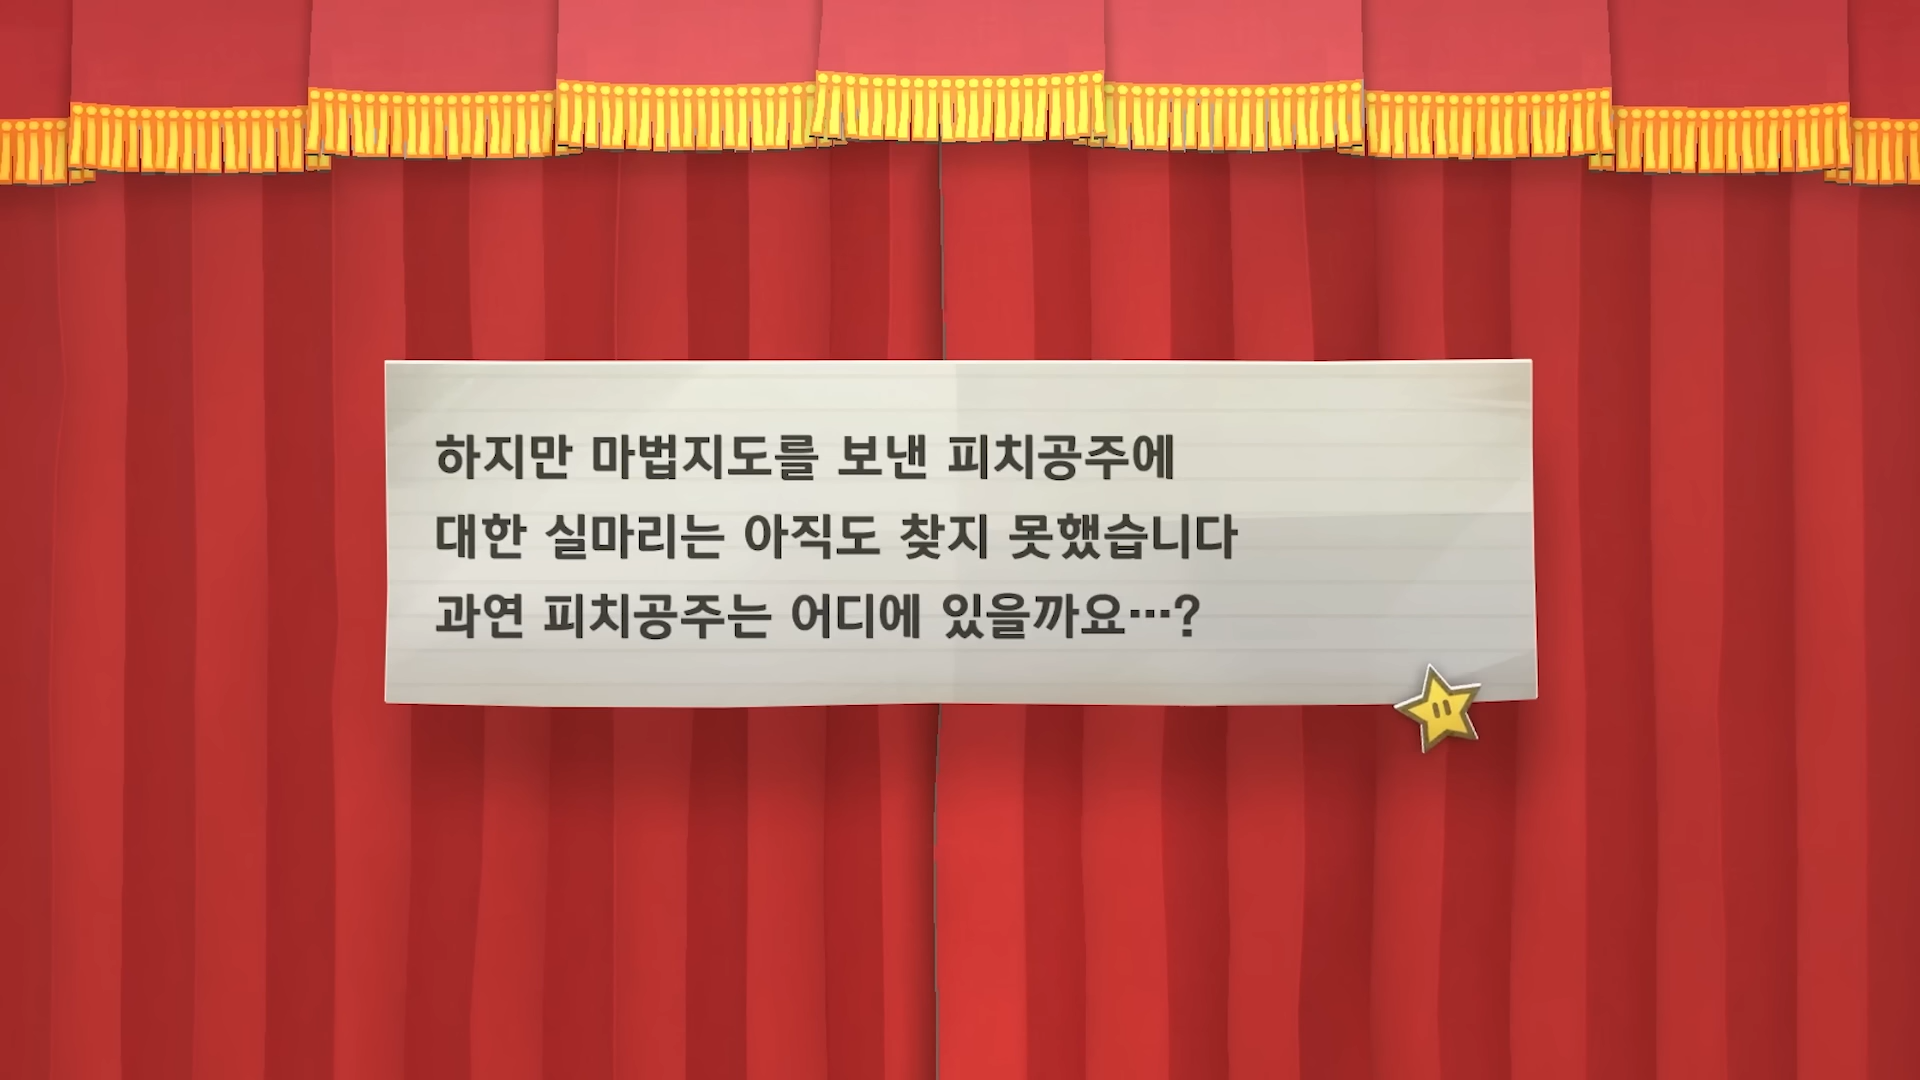 하지만 마법지도를 보낸 피치공주에
대한 실마리는 아직도 찾지 못했습니다
과연 피치공주는 어디에 있을까요…?